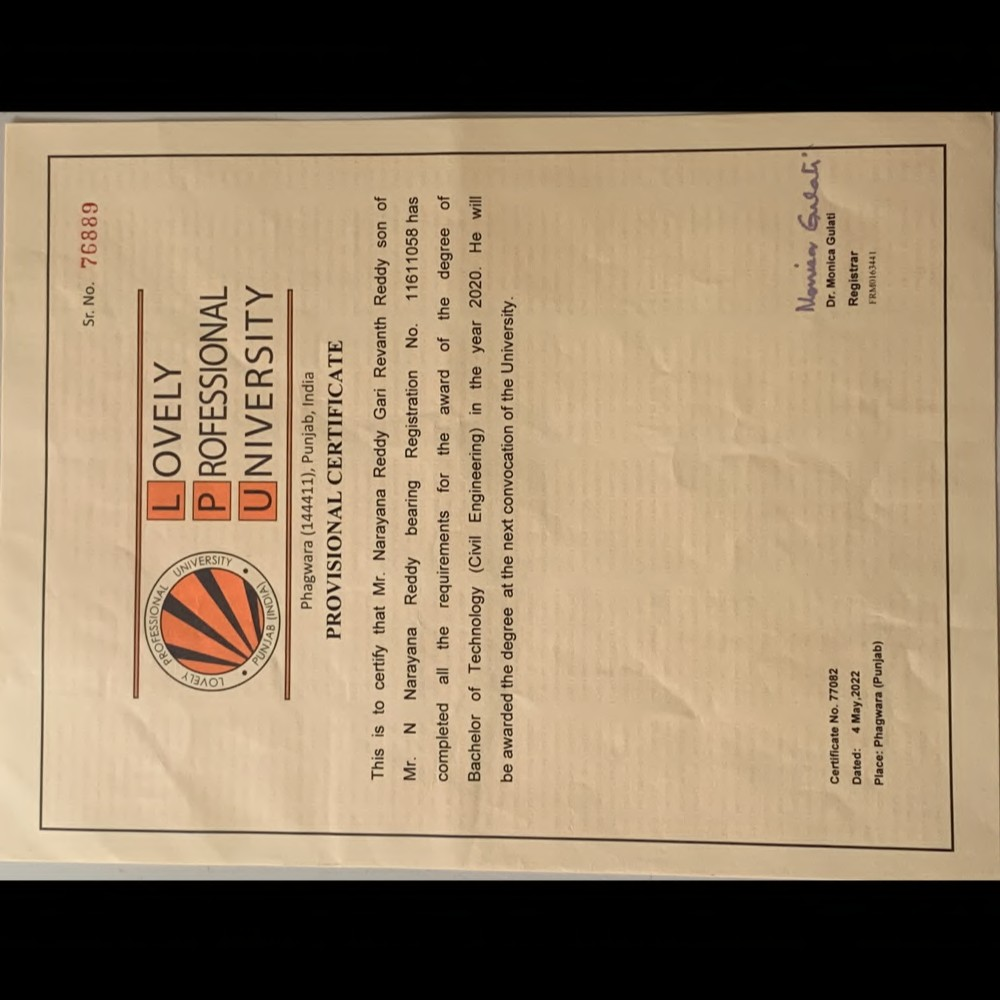 Sr. No. 76889
LOVELY
PROFESSIONAL
UNIVERSITY
LOVELY PROFESSIONAL UNIVERSITY
PUNJAB (INDIA)
Phagwara (144411), Punjab, India
PROVISIONAL CERTIFICATE
This is to certify that Mr. Narayana Reddy Gari Revanth Reddy son of
Mr. N Narayana Reddy bearing Registration No. 11611058 has
completed all the requirements for the award of the degree of
Bachelor of Technology (Civil Engineering) in the year 2020. He will
be awarded the degree at the next convocation of the University.
Monica Gulati
Certificate No. 77082
Dr. Monica Gulati
Dated: 4 May,2022
Registrar
Place: Phagwara (Punjab)
FRM0163441